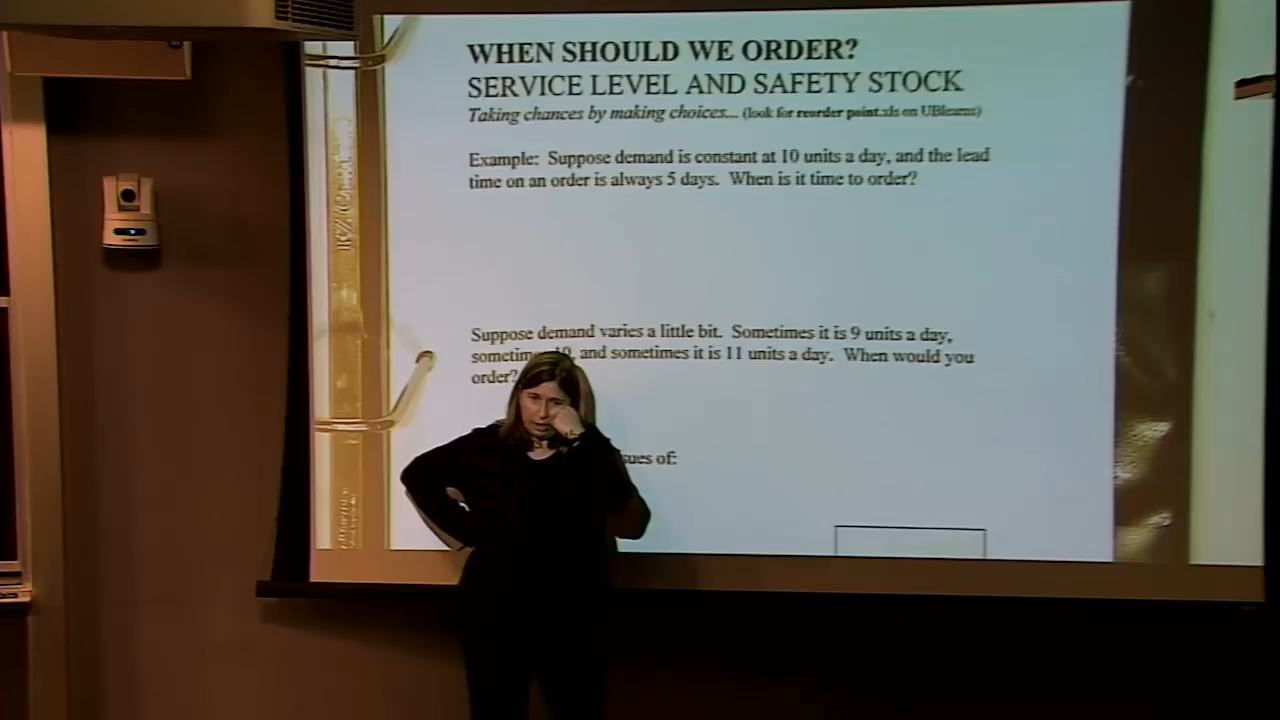 WHEN SHOULD WE ORDER?
SERVICE LEVEL AND SAFETY STOCK
Taking chances by making choices... (look for reorder point.xls on UBlearns)
Example: Suppose demand is constant at 10 units a day, and the lead
time on an order is always 5 days. When is it time to order?
Suppose demand varies a little bit. Sometimes it is 9 units a day,
10, and sometimes it is 11 units a day. When would you
order?
of: